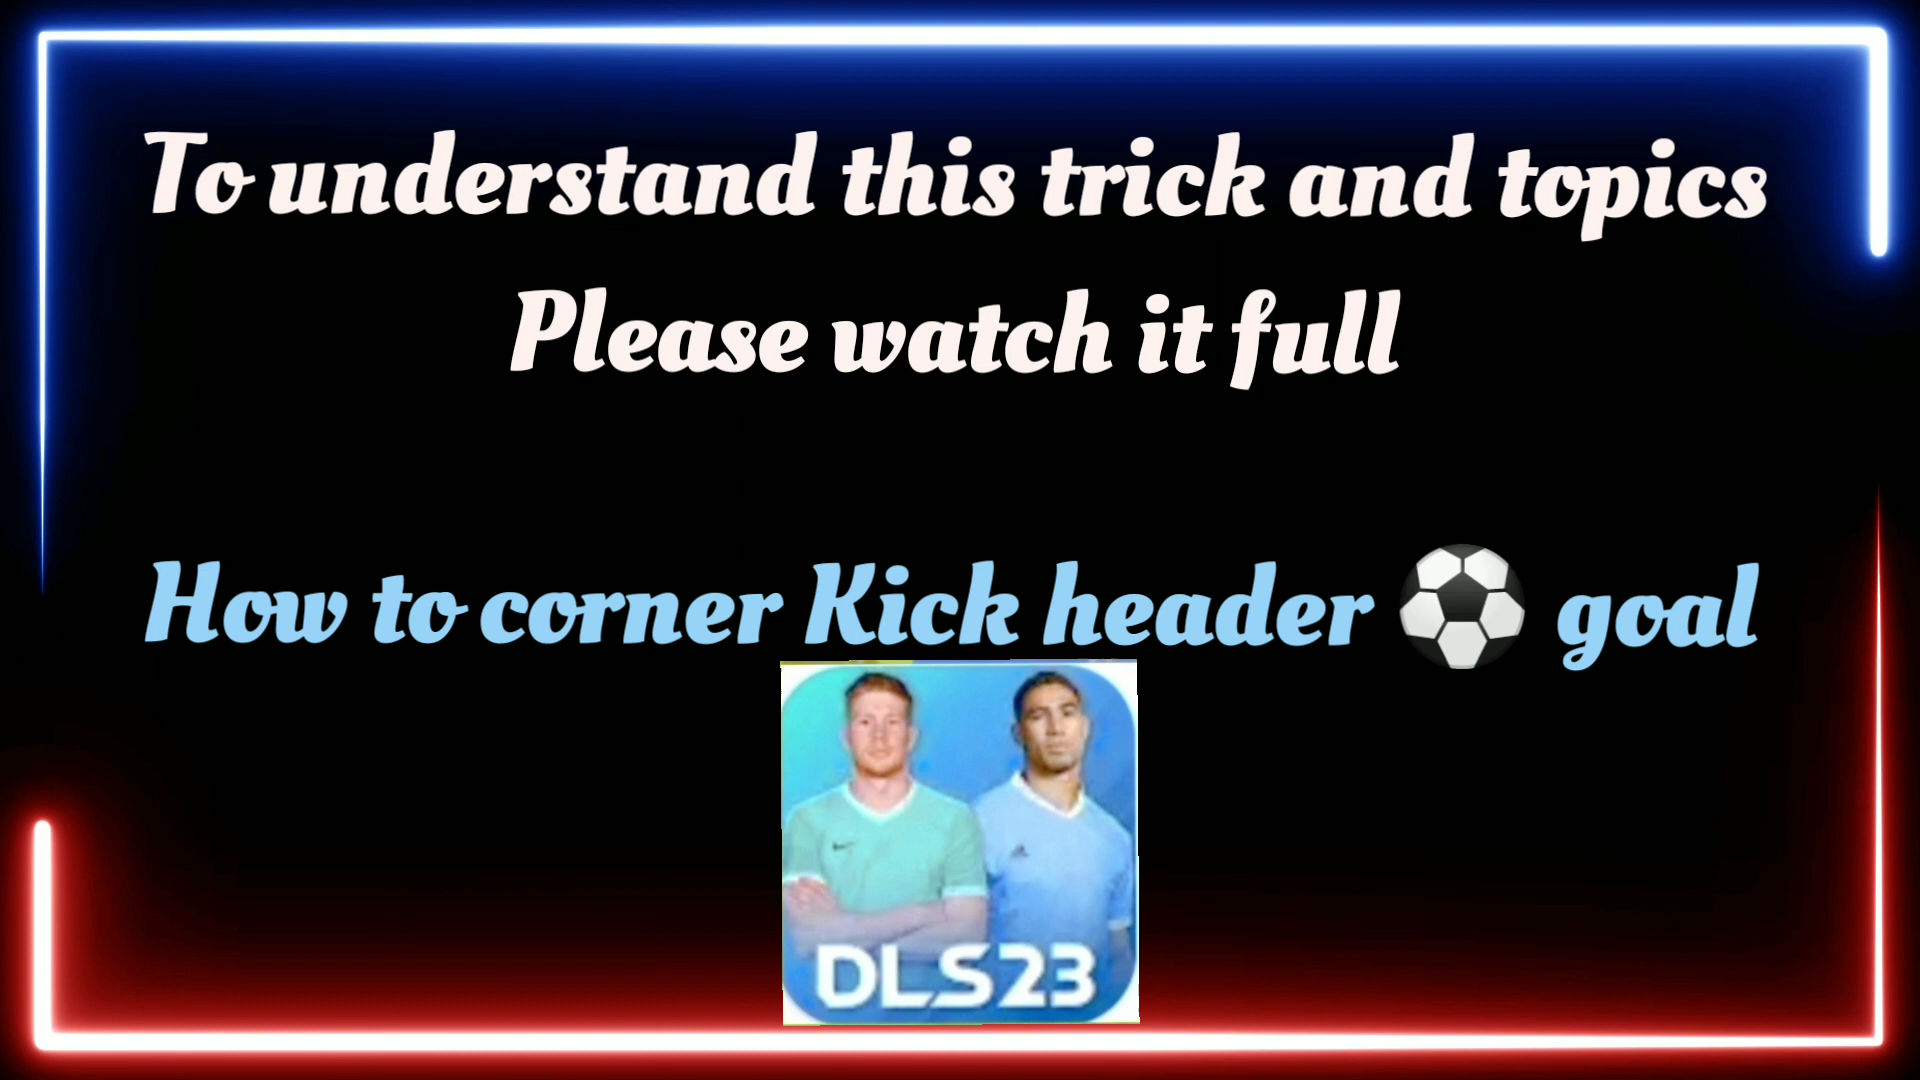 To understand this trick and topics
Please watch it full
How to corner Kick header ⚽ goal
DLS23